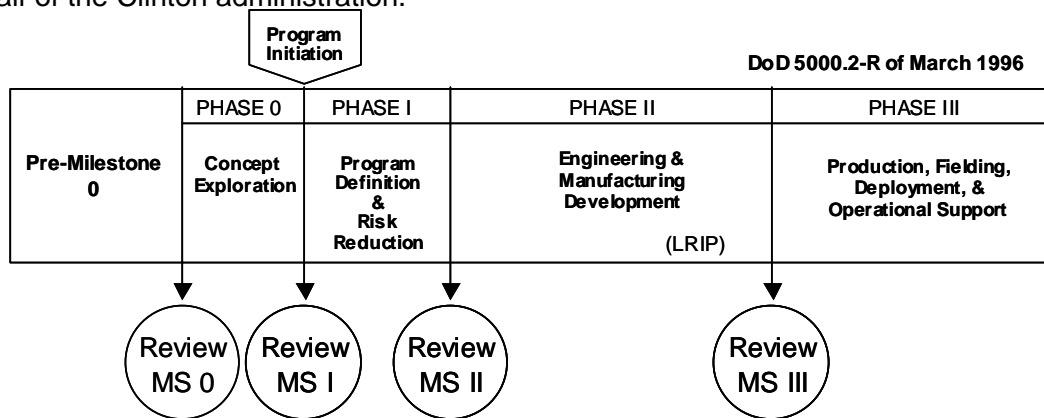 half of the Clinton administration.
Program
Initiation
DoD 5000.2-R of March 1996
PHASE 0
PHASE I
PHASE II
PHASE III
Pre-Milestone
0
Concept
Exploration
Program
Definition
&
Risk
Reduction
Engineering &
Manufacturing
Development
(LRIP)
Production, Fielding,
Deployment, &
Operational Support
Review
MS 0
Review
MS I
Review
MS II
Review
MS III